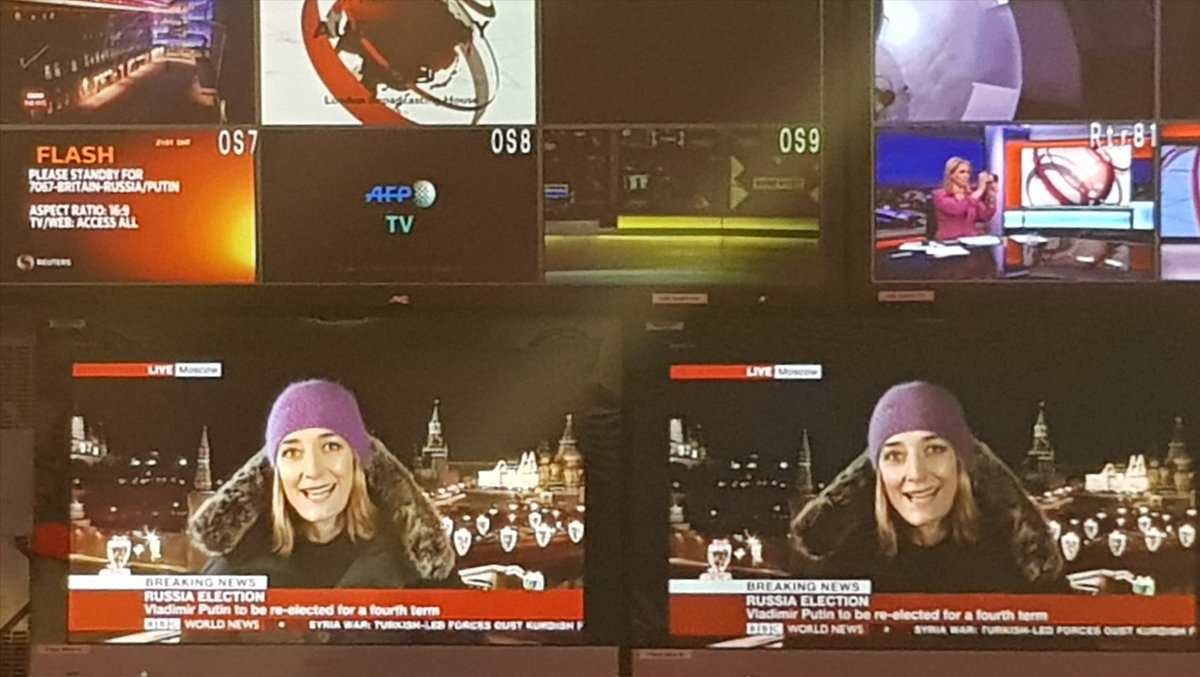 London Broadcasting House
OS7
OS8
OS9
Rtr81
FLASH
2101 GMT
PLEASE STANDBY FOR
7067-BRITAIN-RUSSIA/PUTIN
ASPECT RATIO: 16:9
TV/WEB: ACCESS ALL
REUTERS
AFP
TV
LIVE Moscow
BREAKING NEWS
RUSSIA ELECTION
Vladimir Putin to be re-elected for a fourth term
BBC WORLD NEWS • SYRIA WAR: TURKISH-LED FORCES OUST KURDISH F
LIVE Moscow
BREAKING NEWS
RUSSIA ELECTION
Vladimir Putin to be re-elected for a fourth term
BBC WORLD NEWS • SYRIA WAR: TURKISH-LED FORCES OUST KURDISH